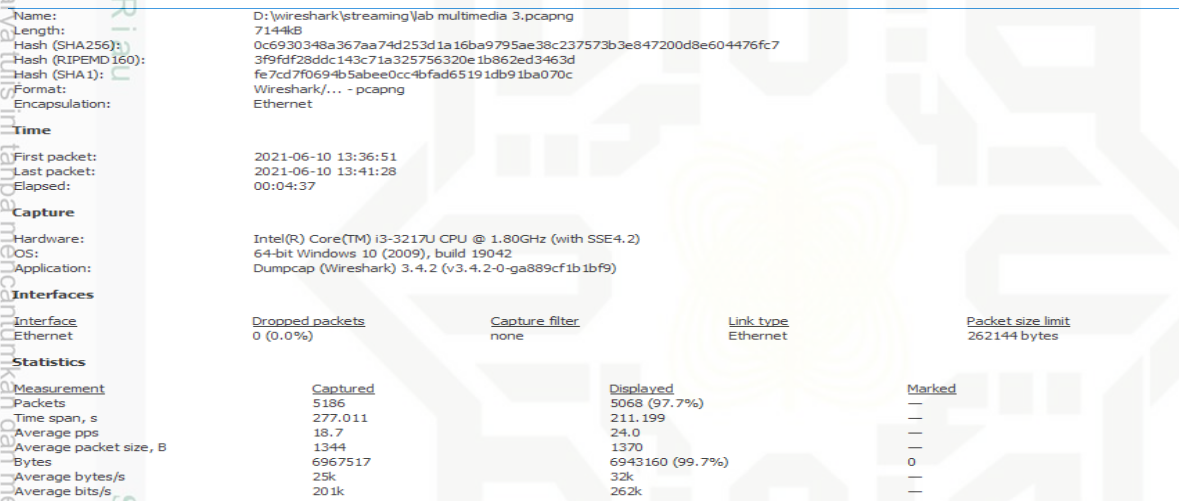 Name: D:\wireshark\streaming\lab multimedia 3.pcapng
Length: 7144kB
Hash (SHA256): 0c6930348a367aa74d253d1a16ba9795ae38c237573b3e847200d8e604476fc7
Hash (RIPEMD160): 3f9fdf28ddc143c71a325756320e1b862ed3463d
Hash (SHA1): fe7cd7f0694b5abee0cc4bfad65191db91ba070c
Format: Wireshark/... - pcapng
Encapsulation: Ethernet
Time
First packet: 2021-06-10 13:36:51
Last packet: 2021-06-10 13:41:28
Elapsed: 00:04:37
Capture
Hardware: Intel(R) Core(TM) i3-3217U CPU @ 1.80GHz (with SSE4.2)
OS: 64-bit Windows 10 (2009), build 19042
Application: Dumpcap (Wireshark) 3.4.2 (v3.4.2-0-ga889cf1b1bf9)
Interfaces
Interface Dropped packets Capture filter Link type Packet size limit
Ethernet 0 (0.0%) none Ethernet 262144 bytes
Statistics
Measurement Captured Displayed Marked
Packets 5186 5068 (97.7%) —
Time span, s 277.011 211.199 —
Average pps 18.7 24.0 —
Average packet size, B 1344 1370 —
Bytes 6967517 6943160 (99.7%) 0
Average bytes/s 25k 32k —
Average bits/s 201k 262k —
Riau
tulis ini tanpa mencantumkan dan